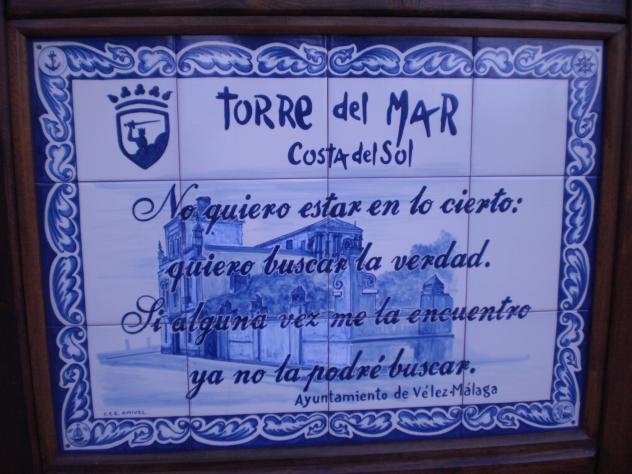 TORRe del MAR
Costa del Sol
No quiero estar en lo cierto:
quiero buscar la verdad.
Si alguna vez me la encuentro
ya no la podré buscar.
Ayuntamiento de Vélez-Málaga